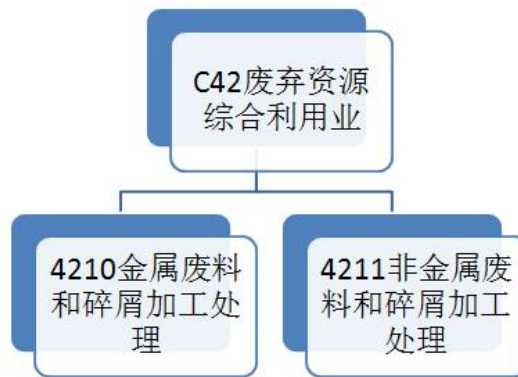 C42废弃资源
综合利用业
4210金属废料
和碎屑加工处
理
4211非金属废
料和碎屑加工
处理